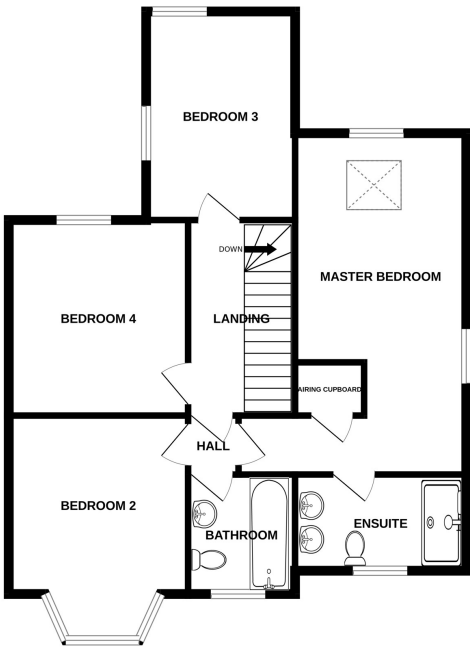 BEDROOM 3
DOWN
MASTER BEDROOM
BEDROOM 4
LANDING
AIRING CUPBOARD
HALL
BEDROOM 2
ENSUITE
BATHROOM